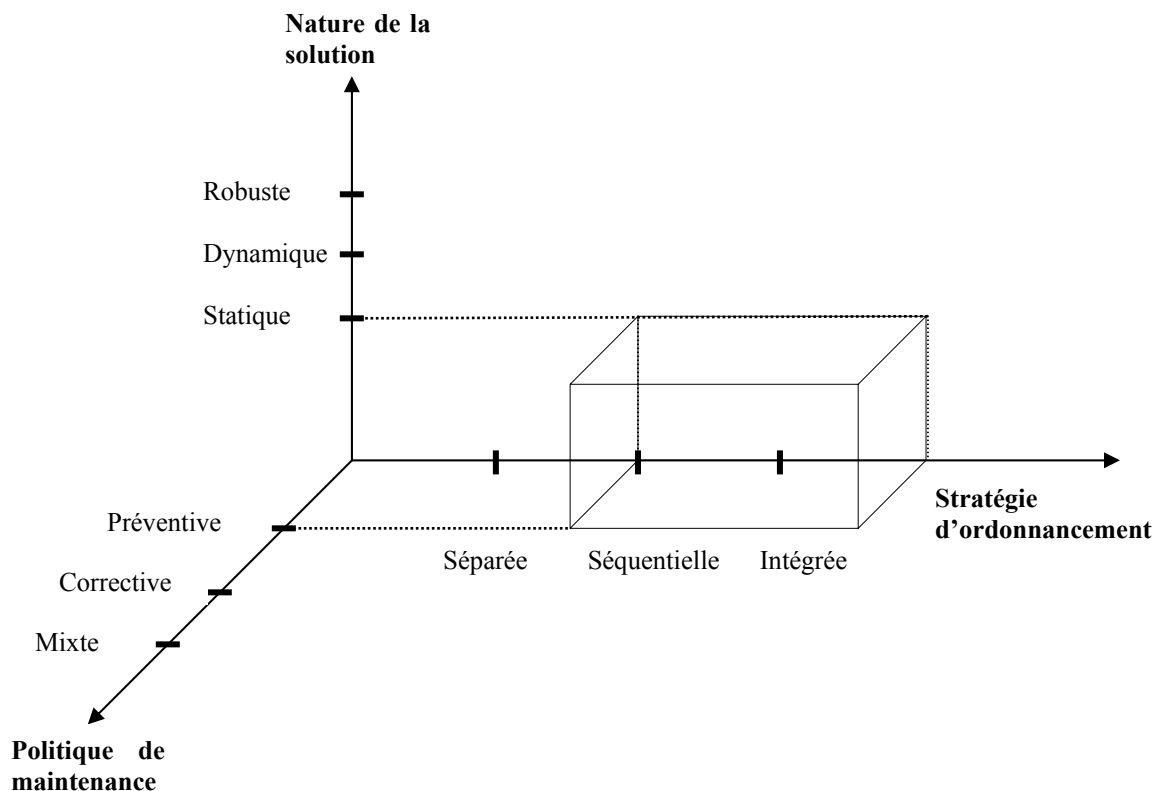 Nature de la
solution
Robuste
Dynamique
Statique
Stratégie
d’ordonnancement
Préventive
Séparée
Séquentielle
Intégrée
Corrective
Mixte
Politique de
maintenance